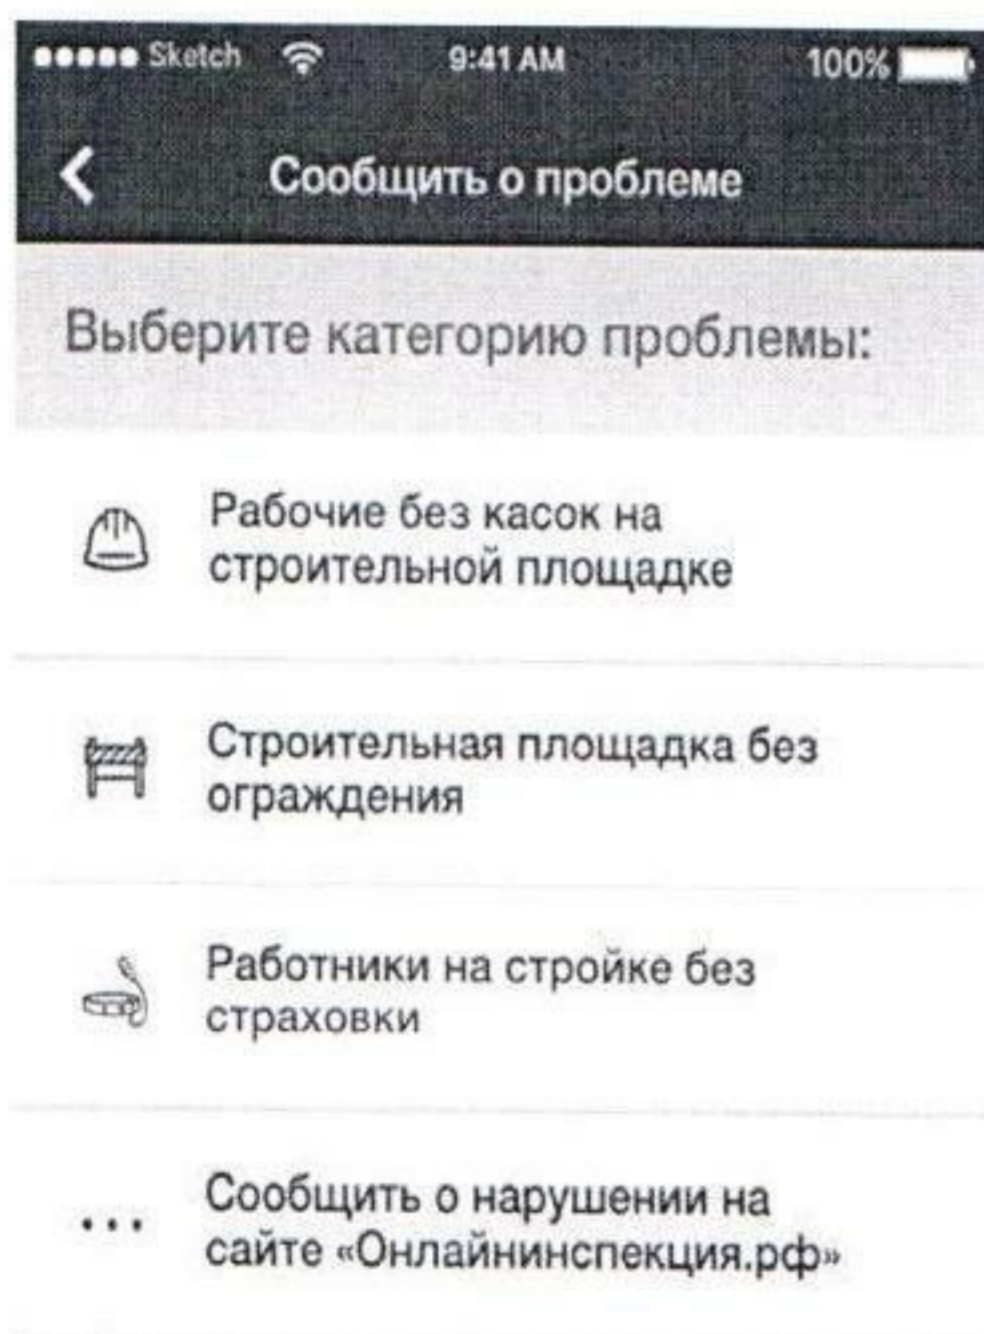 Sketch 9:41 AM 100%
Сообщить о проблеме
Выберите категорию проблемы:
Рабочие без касок на
строительной площадке
Строительная площадка без
ограждения
Работники на стройке без
страховки
Сообщить о нарушении на
сайте «Онлайнинспекция.рф»